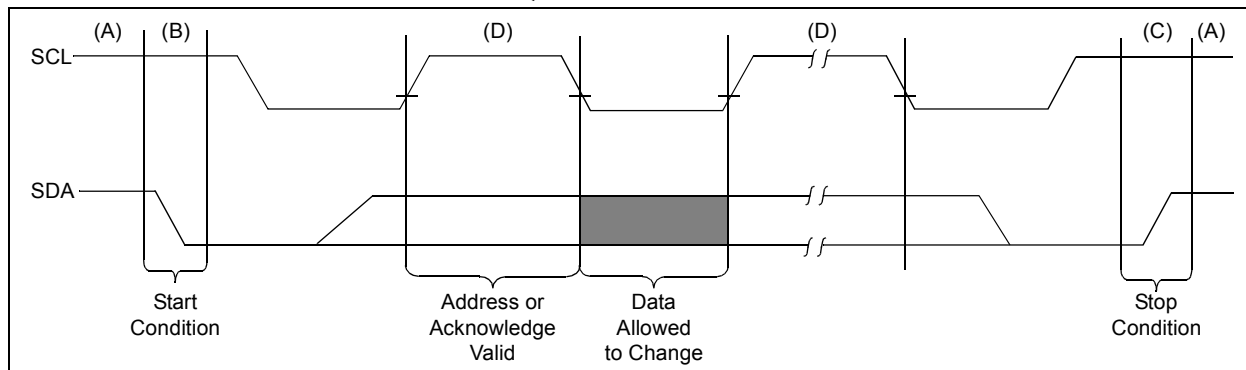 (A) (B) (D) (D) (C) (A)
SCL
SDA
Start
Condition
Address or
Acknowledge
Valid
Data
Allowed
to Change
Stop
Condition